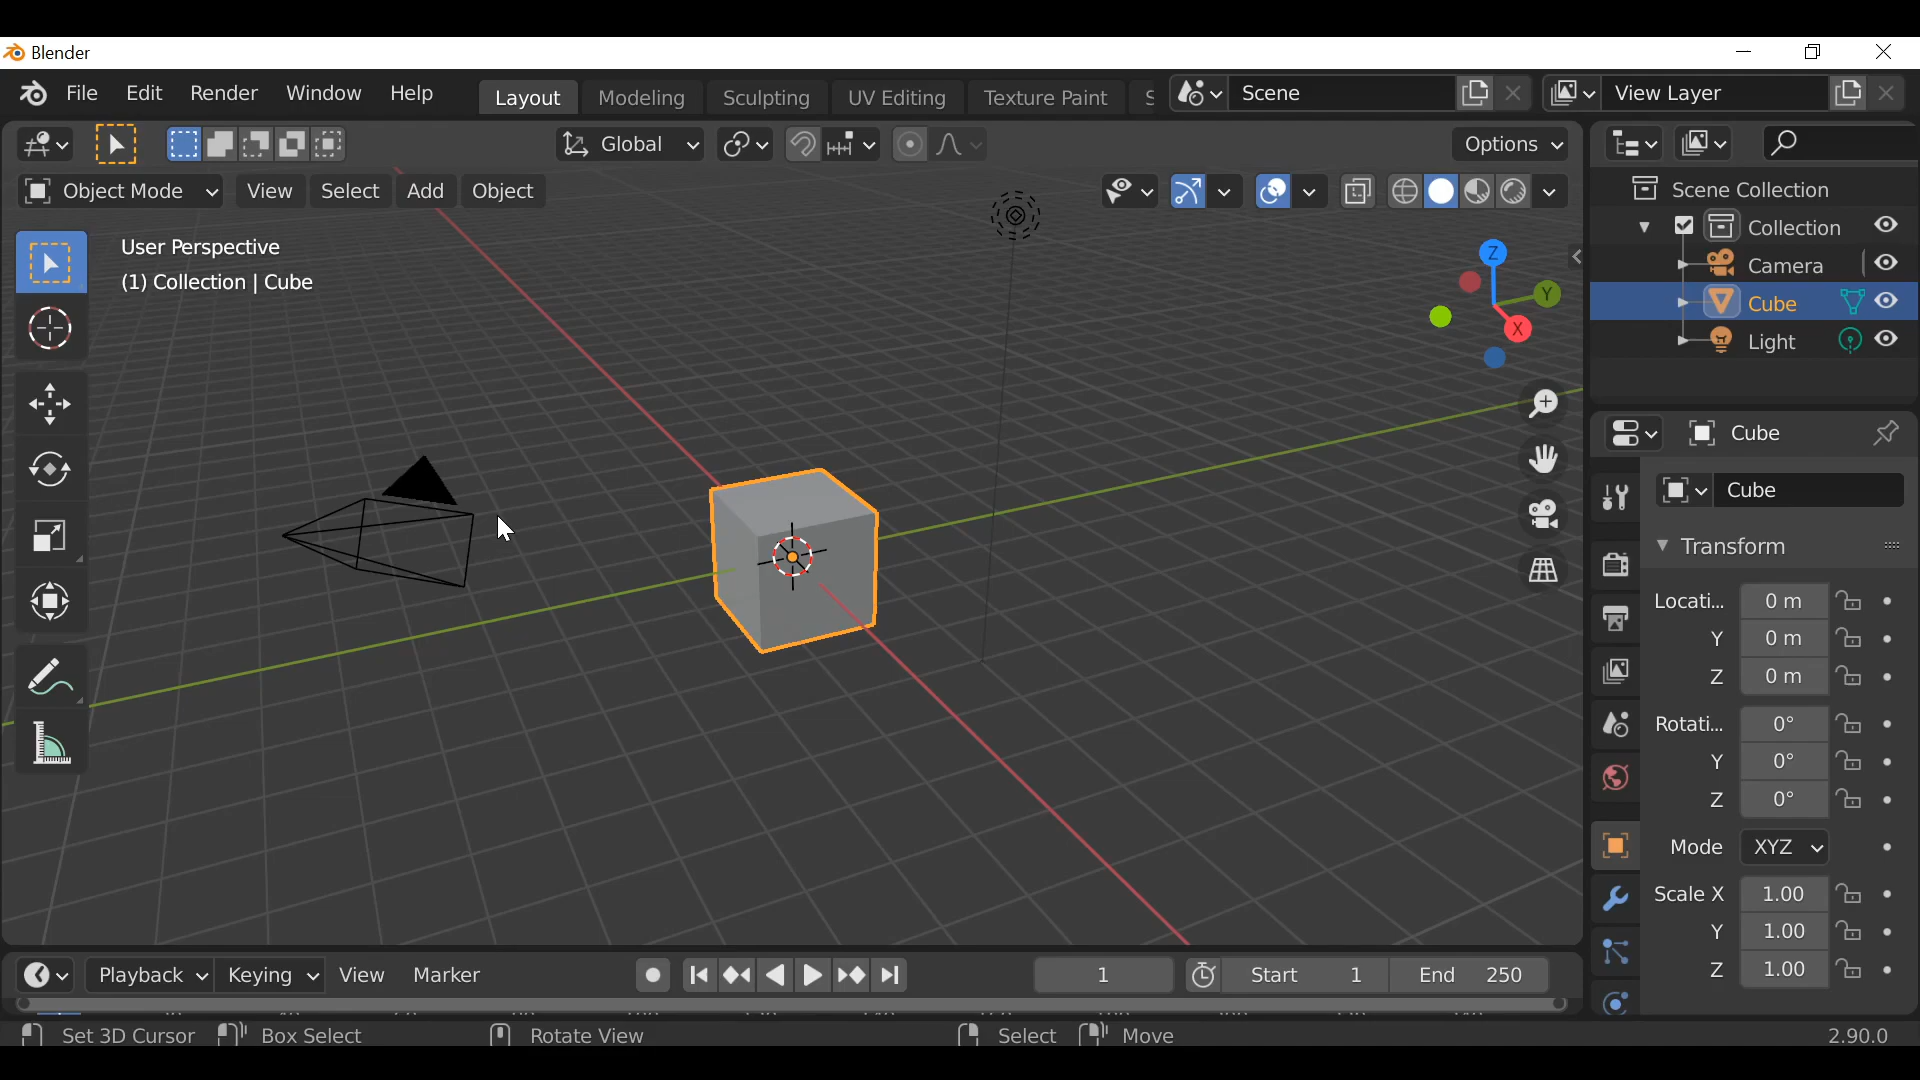 Blender
File Edit Render Window Help Layout Modeling Sculpting UV Editing Texture Paint S Scene View Layer
Global Options
Object Mode View Select Add Object
User Perspective
(1) Collection | Cube
Z
Y
X
Scene Collection
Collection
Camera
Cube
Light
Cube
Cube
Transform
Locati... 0 m
Y 0 m
Z 0 m
Rotati... 0°
Y 0°
Z 0°
Mode XYZ
Scale X 1.00
Y 1.00
Z 1.00
Playback Keying View Marker 1 Start 1 End 250
Set 3D Cursor Box Select Rotate View Select Move 2.90.0